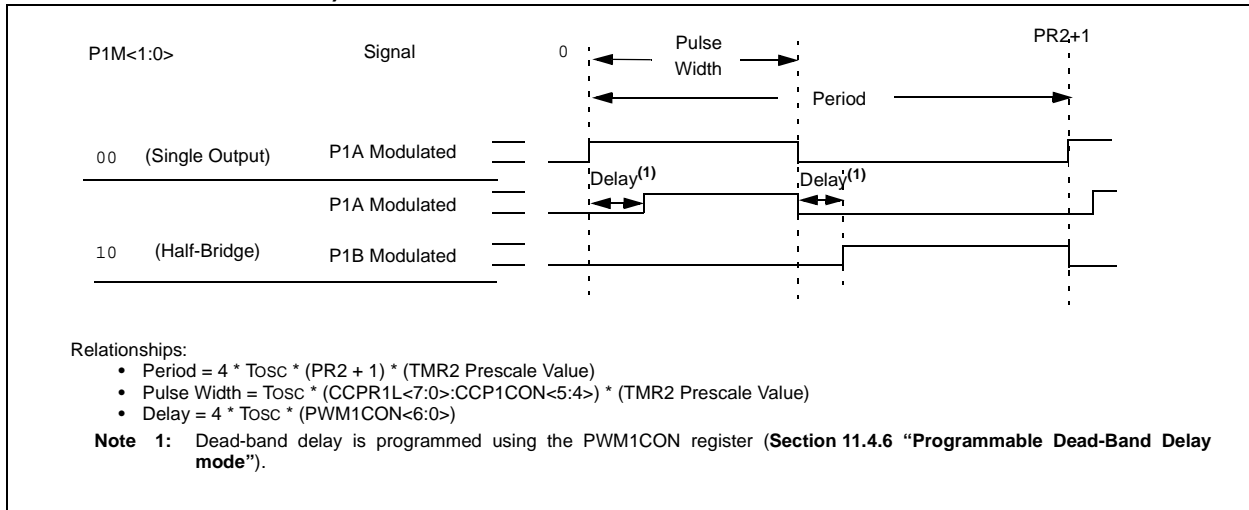 P1M<1:0> Signal 0 Pulse Width PR2+1
Period
00 (Single Output) P1A Modulated
Delay(1) Delay(1)
P1A Modulated
10 (Half-Bridge) P1B Modulated
Relationships:
• Period = 4 * TOSC * (PR2 + 1) * (TMR2 Prescale Value)
• Pulse Width = TOSC * (CCPR1L<7:0>:CCP1CON<5:4>) * (TMR2 Prescale Value)
• Delay = 4 * TOSC * (PWM1CON<6:0>)
Note 1: Dead-band delay is programmed using the PWM1CON register (Section 11.4.6 “Programmable Dead-Band Delay
mode”).